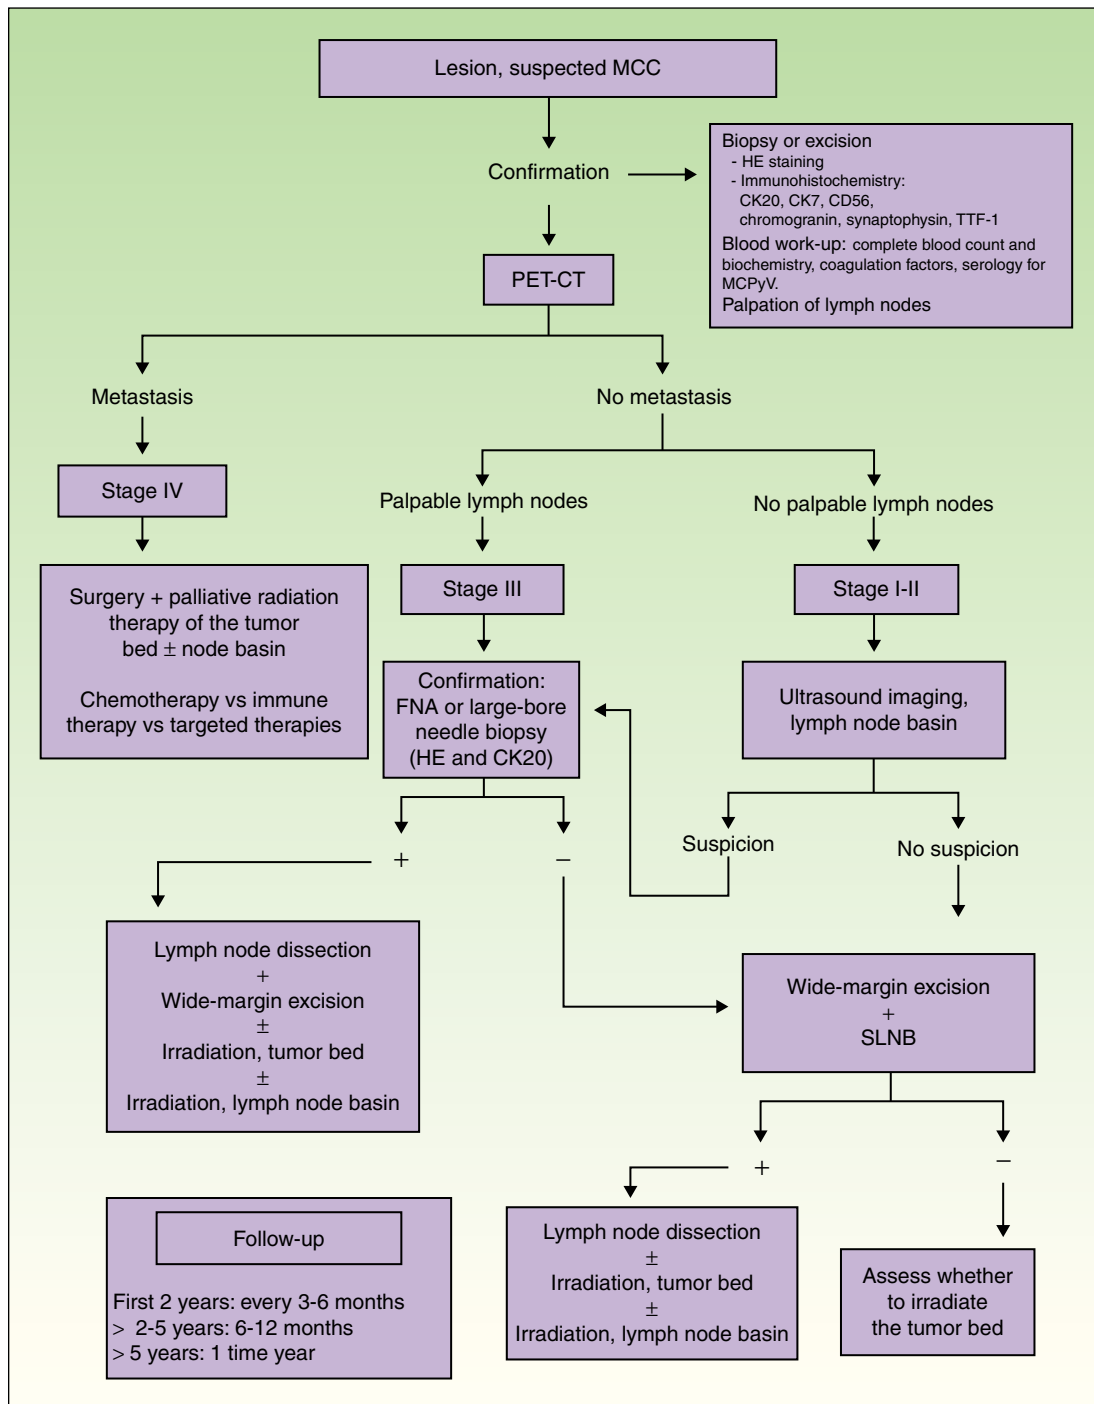 Lesion, suspected MCC
Confirmation
Biopsy or excision
- HE staining
- Immunohistochemistry:
CK20, CK7, CD56,
chromogranin, synaptophysin, TTF-1
Blood work-up: complete blood count and
biochemistry, coagulation factors, serology for
MCPyV.
Palpation of lymph nodes
PET-CT
Metastasis
No metastasis
Stage IV
Palpable lymph nodes
No palpable lymph nodes
Surgery + palliative radiation
therapy of the tumor
bed ± node basin
Chemotherapy vs immune
therapy vs targeted therapies
Stage III
Stage I-II
Confirmation:
FNA or large-bore
needle biopsy
(HE and CK20)
Ultrasound imaging,
lymph node basin
Suspicion
No suspicion
+
−
Lymph node dissection
+
Wide-margin excision
±
Irradiation, tumor bed
±
Irradiation, lymph node basin
Wide-margin excision
+
SLNB
+
−
Lymph node dissection
±
Irradiation, tumor bed
±
Irradiation, lymph node basin
Assess whether
to irradiate
the tumor bed
Follow-up
First 2 years: every 3-6 months
> 2-5 years: 6-12 months
> 5 years: 1 time year